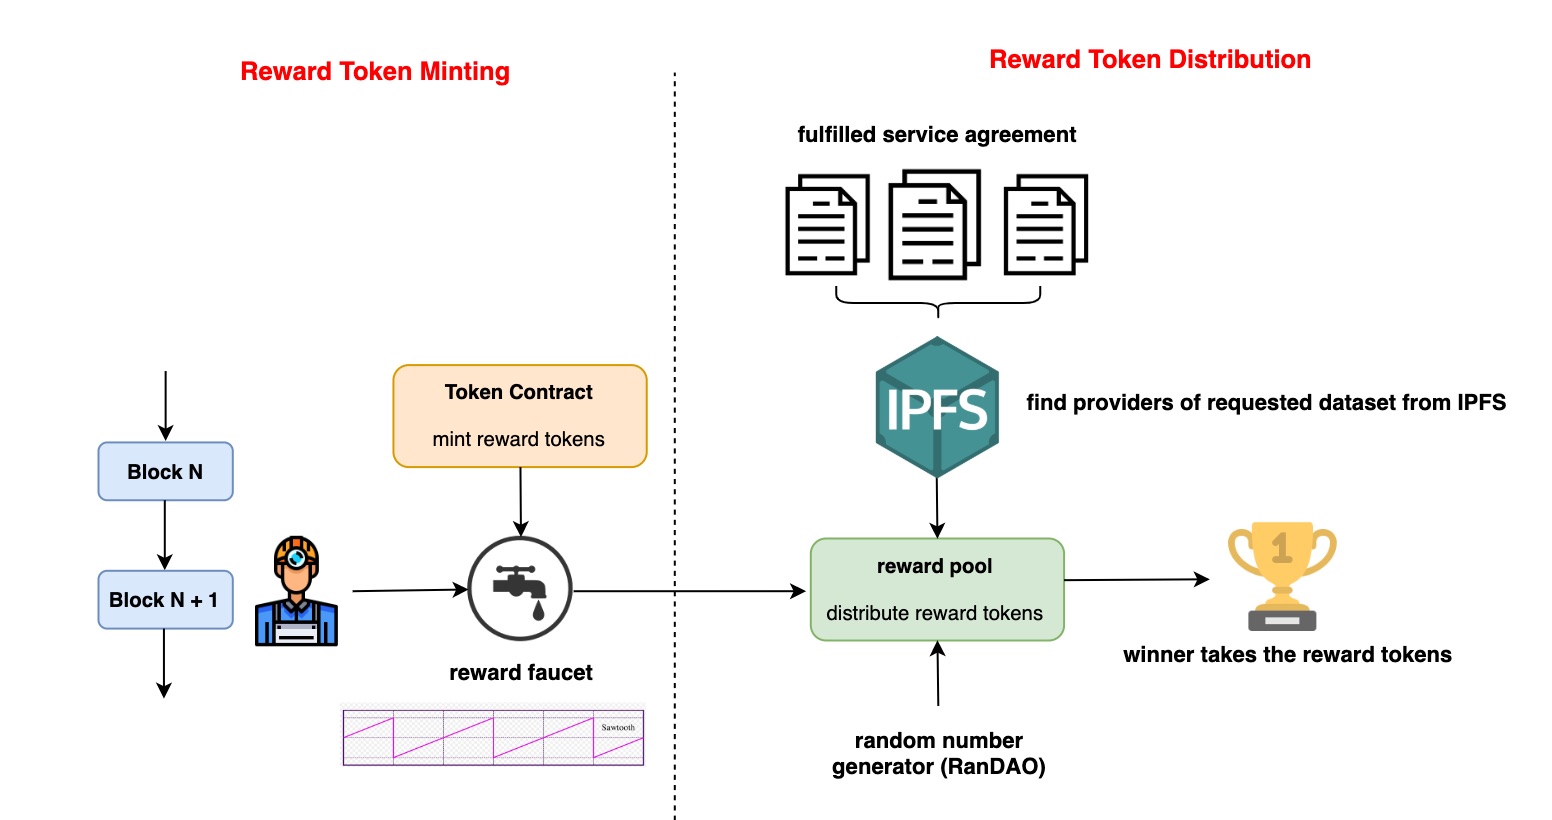 Reward Token Minting
Reward Token Distribution
fulfilled service agreement
IPFS
find providers of requested dataset from IPFS
Token Contract
mint reward tokens
Block N
Block N + 1
reward faucet
Sawtooth
reward pool
distribute reward tokens
1
winner takes the reward tokens
random number
generator (RanDAO)